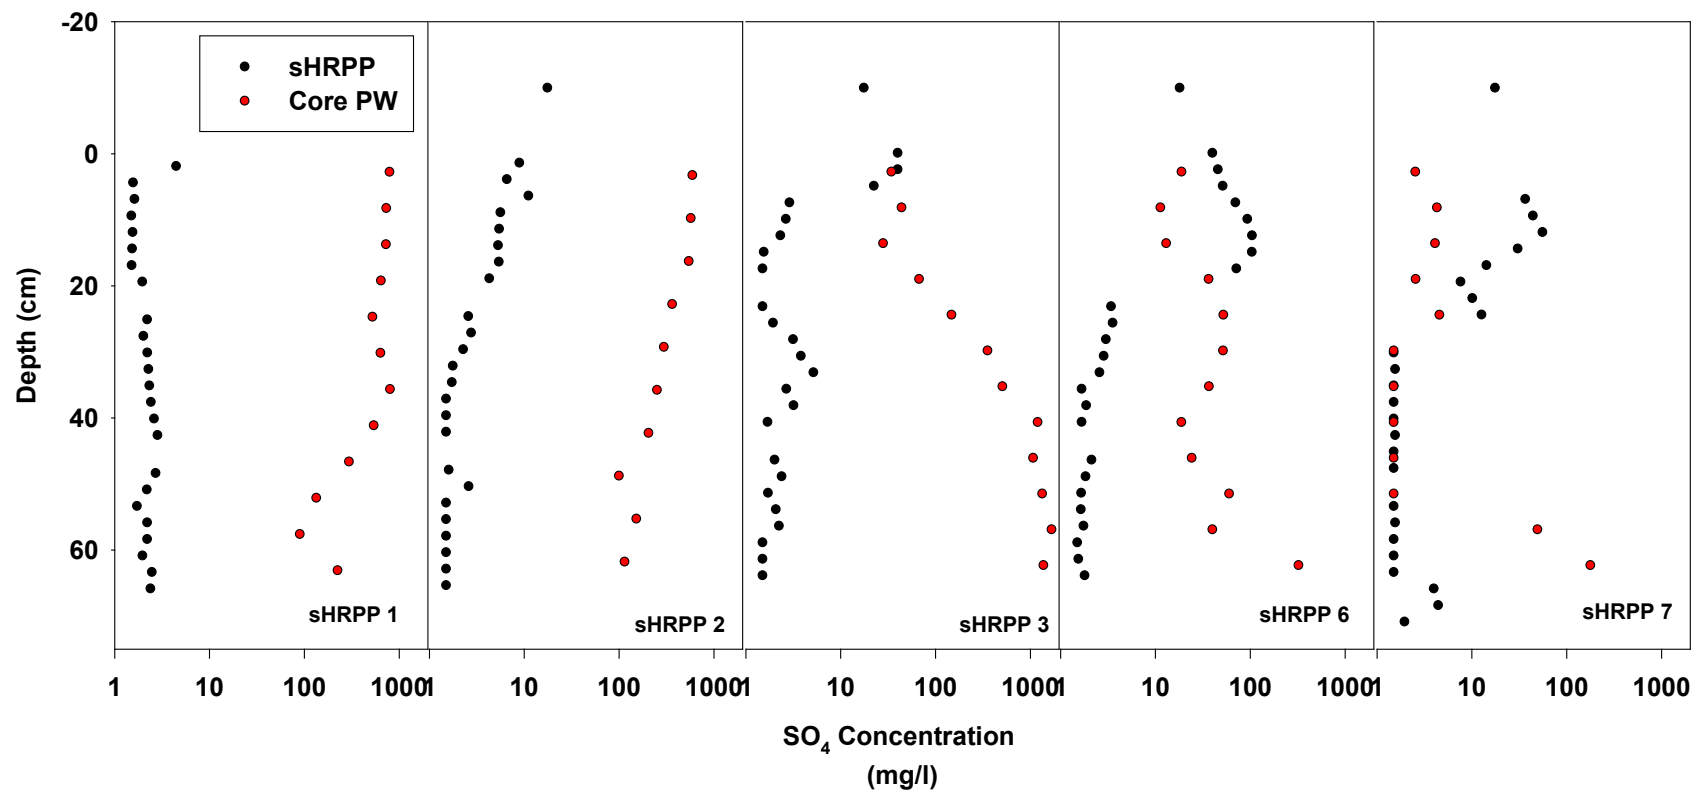 -20
0
20
40
60
Depth (cm)
sHRPP
Core PW
sHRPP 1
sHRPP 2
sHRPP 3
sHRPP 6
sHRPP 7
1 10 100 1000 1 10 100 1000 1 10 100 1000 1 10 100 1000 1 10 100 1000
SO4 Concentration
(mg/l)